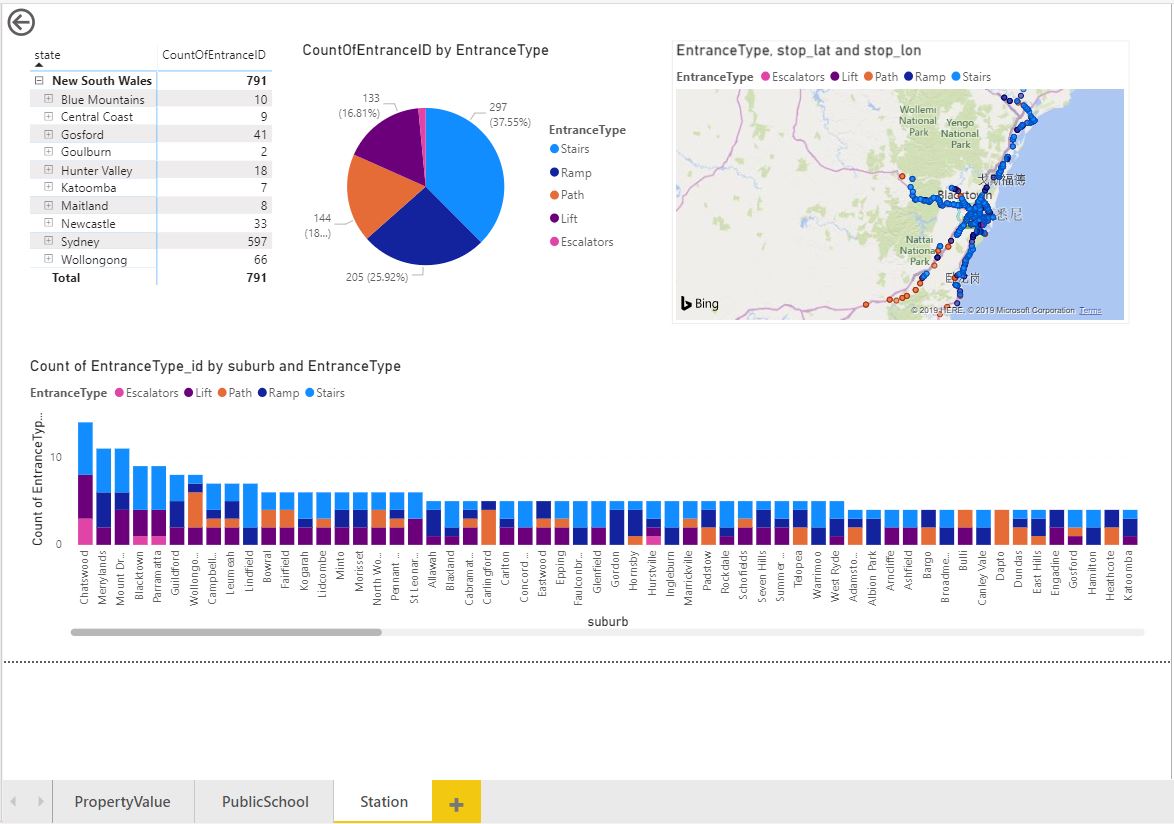 state CountOfEntranceID
New South Wales 791
Blue Mountains 10
Central Coast 9
Gosford 41
Goulburn 2
Hunter Valley 18
Katoomba 7
Maitland 8
Newcastle 33
Sydney 597
Wollongong 66
Total 791
CountOfEntranceID by EntranceType
133
(16.81%)
297
(37.55%)
144
(18...)
205 (25.92%)
EntranceType
Stairs
Ramp
Path
Lift
Escalators
EntranceType, stop_lat and stop_lon
EntranceType Escalators Lift Path Ramp Stairs
Wollemi
National
Park
Yengo
National
Park
Blacktown
悉尼
Nattai
National
Park
Bing
© 2019 HERE, © 2019 Microsoft Corporation Terms
Count of EntranceType_id by suburb and EntranceType
EntranceType Escalators Lift Path Ramp Stairs
Count of EntranceTyp...
10
0
Chatswood
Merrylands
Mount Dr...
Blacktown
Parramatta
Guildford
Wollongo...
Campbell...
Leumeah
Lindfield
Bowral
Fairfield
Kogarah
Lidcombe
Minto
Morisset
North Wo...
Pennant ...
St Leonar...
Allawah
Blaxland
Cabramat...
Carlingford
Carlton
Concord ...
Eastwood
Epping
Faulconbr...
Glenfield
Gordon
Hornsby
Hurstville
Ingleburn
Marrickville
Padstow
Rockdale
Schofields
Seven Hills
Summer ...
Telopea
Warrimoo
West Ryde
Adamsto...
Albion Park
Arncliffe
Ashfield
Bargo
Broadme...
Bulli
Canley Vale
Dapto
Dundas
East Hills
Engadine
Gosford
Hamilton
Heathcote
Katoomba
suburb
PropertyValue
PublicSchool
Station